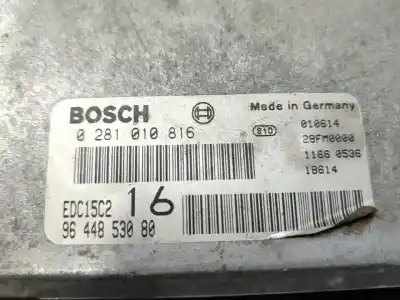 BOSCH Made in Germany
0 281 010 816 S10 010614
28FM0000
1166 0536
18614
EDC15C2 16
96 448 530 80